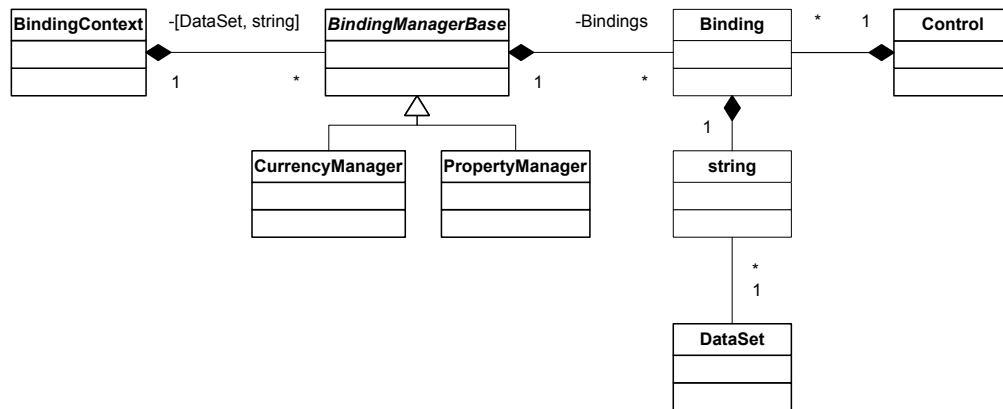 BindingContext
-[DataSet, string]
BindingManagerBase
-Bindings
Binding
*
1
Control
1
*
1
*
1
CurrencyManager
PropertyManager
string
*
1
DataSet